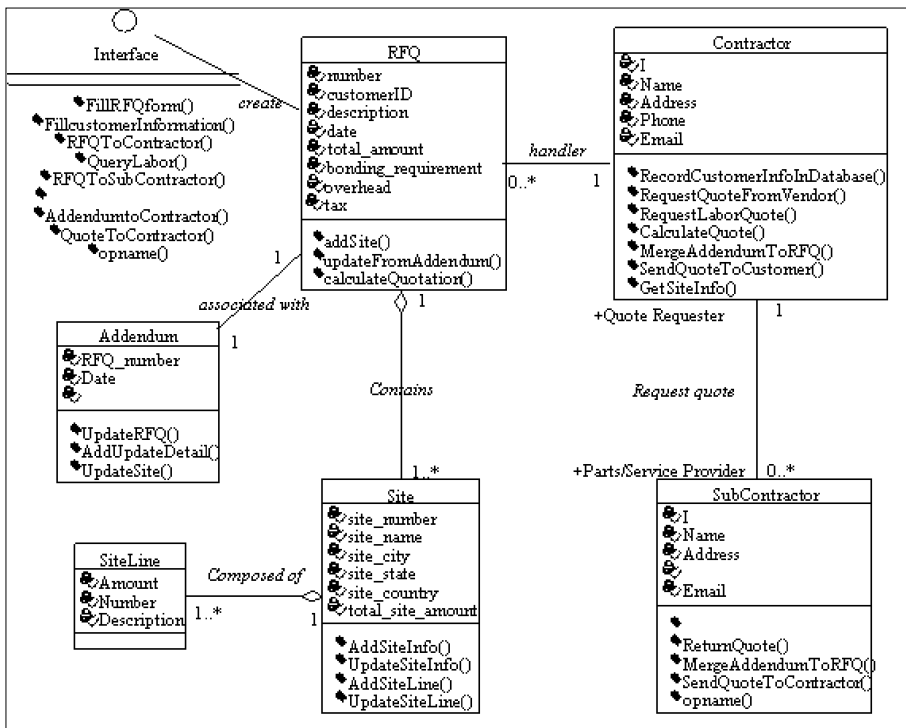 Interface
FillRFQform()
FillcustomerInformation()
RFQToContractor()
QueryLabor()
RFQToSubContractor()
AddendumtoContractor()
QuoteToContractor()
opname()
create
RFQ
number
customerID
description
date
total_amount
bonding_requirement
overhead
tax
addSite()
updateFromAddendum()
calculateQuotation()
handler
0..*
1
Contractor
I
Name
Address
Phone
Email
RecordCustomerInfoInDatabase()
RequestQuoteFromVendor()
RequestLaborQuote()
CalculateQuote()
MergeAddendumToRFQ()
SendQuoteToCustomer()
GetSiteInfo()
1
associated with
1
Addendum
RFQ_number
Date
UpdateRFQ()
AddUpdateDetail()
UpdateSite()
1
Contains
1..*
+Quote Requester
1
Request quote
+Parts/Service Provider
0..*
Site
site_number
site_name
site_city
site_state
site_country
total_site_amount
AddSiteInfo()
UpdateSiteInfo()
AddSiteLine()
UpdateSiteLine()
SiteLine
Amount
Number
Description
Composed of
1..*
1
SubContractor
I
Name
Address
Email
ReturnQuote()
MergeAddendumToRFQ()
SendQuoteToContractor()
opname()